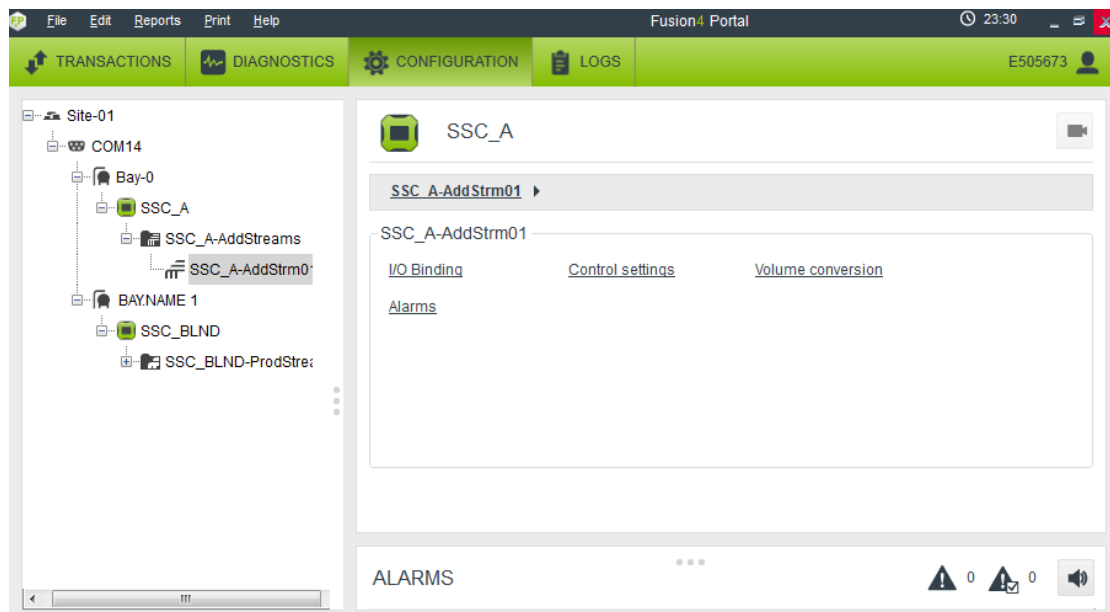 FP File Edit Reports Print Help Fusion4 Portal 23:30
TRANSACTIONS DIAGNOSTICS CONFIGURATION LOGS E505673
Site-01
COM14
Bay-0
SSC_A
SSC_A-AddStreams
SSC_A-AddStrm01
BAY.NAME 1
SSC_BLND
SSC_BLND-ProdStrea
SSC_A
SSC_A-AddStrm01
SSC_A-AddStrm01
I/O Binding Control settings Volume conversion
Alarms
ALARMS 0 0